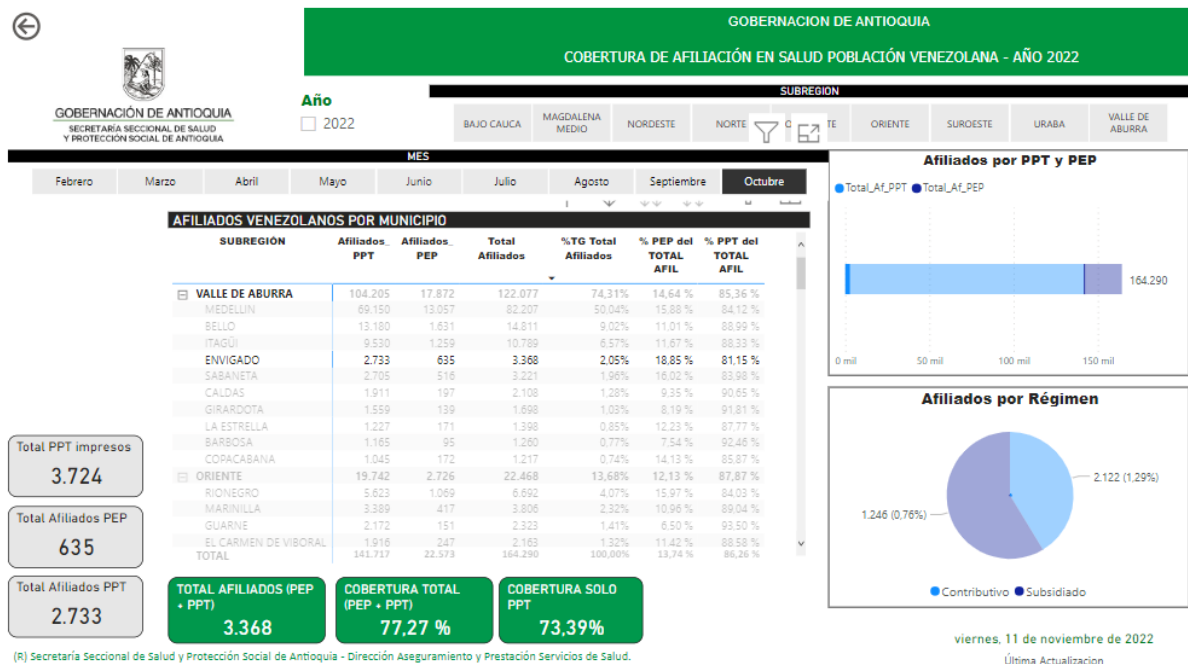 GOBERNACION DE ANTIOQUIA
COBERTURA DE AFILIACIÓN EN SALUD POBLACIÓN VENEZOLANA - AÑO 2022
GOBERNACIÓN DE ANTIOQUIA
SECRETARÍA SECCIONAL DE SALUD
Y PROTECCIÓN SOCIAL DE ANTIOQUIA
Año
2022
SUBREGION
BAJO CAUCA MAGDALENA MEDIO NORDESTE NORTE ORIENTE SUROESTE URABA VALLE DE ABURRA
MES
Febrero Marzo Abril Mayo Junio Julio Agosto Septiembre Octubre
AFILIADOS VENEZOLANOS POR MUNICIPIO
SUBREGIÓN Afiliados_PPT Afiliados_PEP Total Afiliados %TG Total Afiliados % PEP del TOTAL AFIL % PPT del TOTAL AFIL
VALLE DE ABURRA 104.205 17.872 122.077 74,31% 14,64 % 85,36 %
MEDELLIN 69.150 13.057 82.207 50,04% 15,88 % 84,12 %
BELLO 13.180 1.631 14.811 9,02% 11,01 % 88,99 %
ITAGÜI 9.530 1.259 10.789 6,57% 11,67 % 88,33 %
ENVIGADO 2.733 635 3.368 2,05% 18,85 % 81,15 %
SABANETA 2.705 516 3.221 1,96% 16,02 % 83,98 %
CALDAS 1.911 197 2.108 1,28% 9,35 % 90,65 %
GIRARDOTA 1.559 139 1.698 1,03% 8,19 % 91,81 %
LA ESTRELLA 1.227 171 1.398 0,85% 12,23 % 87,77 %
BARBOSA 1.165 95 1.260 0,77% 7,54 % 92,46 %
COPACABANA 1.045 172 1.217 0,74% 14,13 % 85,87 %
ORIENTE 19.742 2.726 22.468 13,68% 12,13 % 87,87 %
RIONEGRO 5.623 1.069 6.692 4,07% 15,97 % 84,03 %
MARINILLA 3.389 417 3.806 2,32% 10,96 % 89,04 %
GUARNE 2.172 151 2.323 1,41% 6,50 % 93,50 %
EL CARMEN DE VIBORAL 1.916 247 2.163 1,32% 11,42 % 88,58 %
TOTAL 141.717 22.573 164.290 100,00% 13,74 % 86,26 %
Afiliados por PPT y PEP
Total_Af_PPT Total_Af_PEP
164.290
0 mil 50 mil 100 mil 150 mil
Afiliados por Régimen
2.122 (1,29%)
1.246 (0,76%)
Contributivo Subsidiado
Total PPT impresos
3.724
Total Afiliados PEP
635
Total Afiliados PPT
2.733
TOTAL AFILIADOS (PEP + PPT)
3.368
COBERTURA TOTAL (PEP + PPT)
77,27 %
COBERTURA SOLO PPT
73,39%
viernes, 11 de noviembre de 2022
Última Actualizacion
(R) Secretaría Seccional de Salud y Protección Social de Antioquia - Dirección Aseguramiento y Prestación Servicios de Salud.